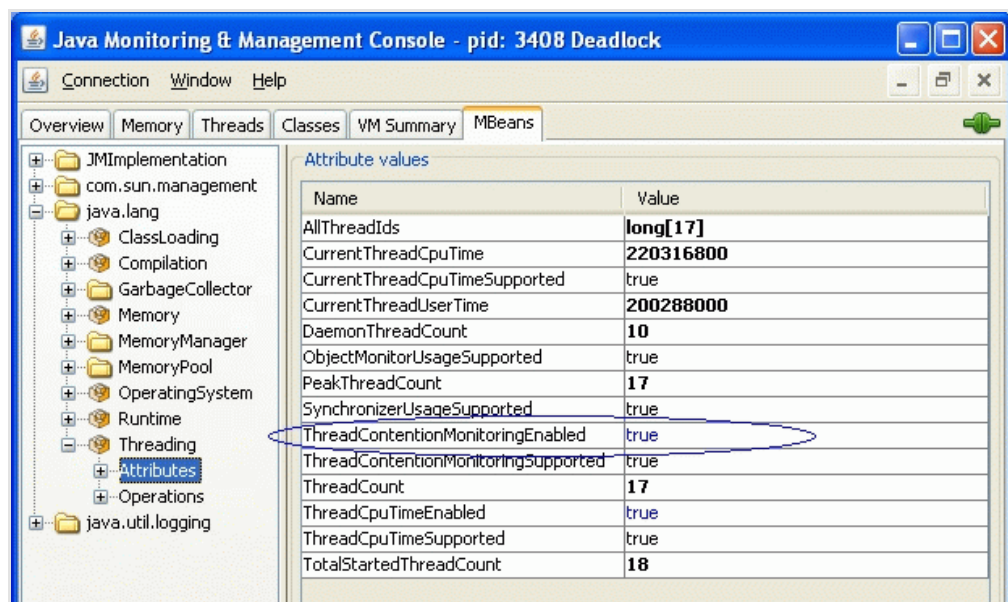 Java Monitoring & Management Console - pid: 3408 Deadlock
Connection Window Help
Overview Memory Threads Classes VM Summary MBeans
JMImplementation
com.sun.management
java.lang
ClassLoading
Compilation
GarbageCollector
Memory
MemoryManager
MemoryPool
OperatingSystem
Runtime
Threading
Attributes
Operations
java.util.logging
Attribute values
Name Value
AllThreadIds long[17]
CurrentThreadCpuTime 220316800
CurrentThreadCpuTimeSupported true
CurrentThreadUserTime 200288000
DaemonThreadCount 10
ObjectMonitorUsageSupported true
PeakThreadCount 17
SynchronizerUsageSupported true
ThreadContentionMonitoringEnabled true
ThreadContentionMonitoringSupported true
ThreadCount 17
ThreadCpuTimeEnabled true
ThreadCpuTimeSupported true
TotalStartedThreadCount 18